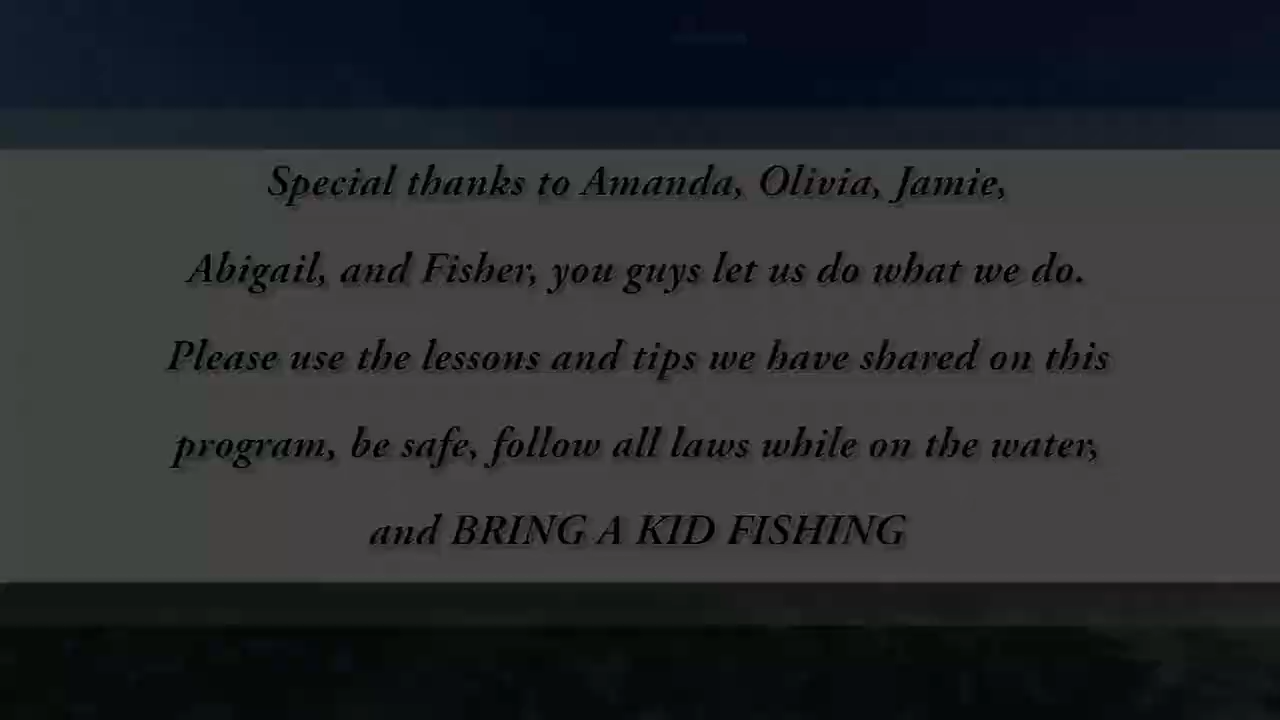 Special thanks to Amanda, Olivia, Jamie,
Abigail, and Fisher, you guys let us do what we do.
Please use the lessons and tips we have shared on this
program, be safe, follow all laws while on the water,
and BRING A KID FISHING